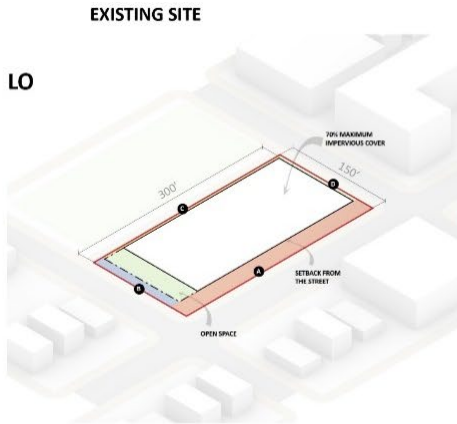 EXISTING SITE
LO
70% MAXIMUM
IMPERVIOUS COVER
300'
150'
D
C
A
B
SETBACK FROM
THE STREET
OPEN SPACE